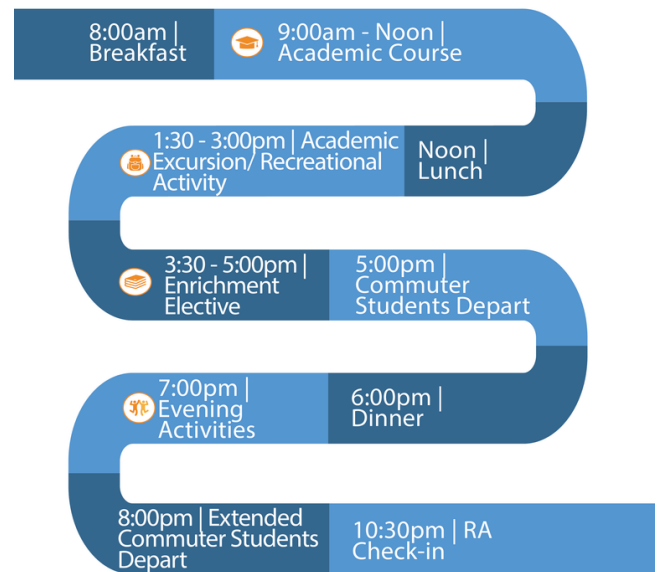 8:00am |
Breakfast
9:00am - Noon |
Academic Course
Noon |
Lunch
1:30 - 3:00pm | Academic
Excursion/ Recreational
Activity
3:30 - 5:00pm |
Enrichment
Elective
5:00pm |
Commuter
Students Depart
6:00pm |
Dinner
7:00pm |
Evening
Activities
8:00pm | Extended
Commuter Students
Depart
10:30pm | RA
Check-in